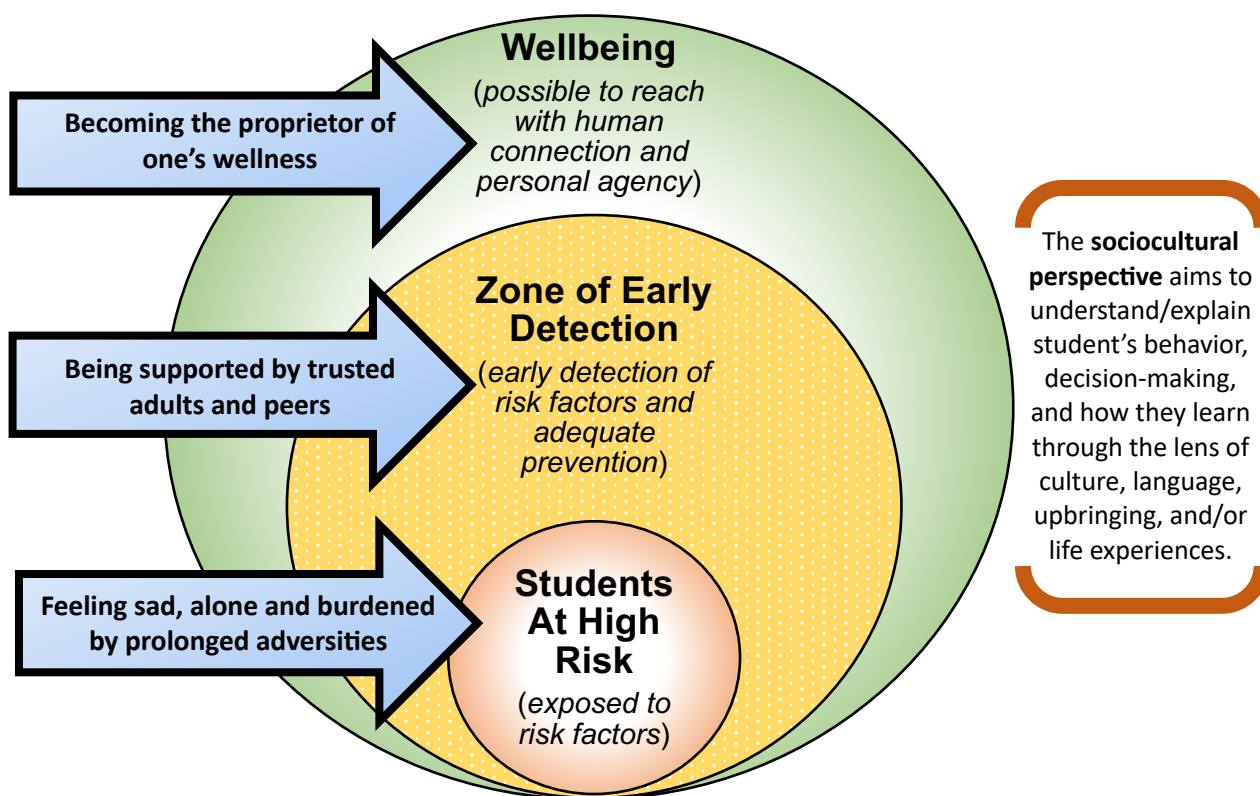 Wellbeing
(possible to reach
with human
connection and
personal agency)
Becoming the proprietor of
one’s wellness
Zone of Early
Detection
(early detection of
risk factors and
adequate
prevention)
Being supported by trusted
adults and peers
Students
At High
Risk
(exposed to
risk factors)
Feeling sad, alone and burdened
by prolonged adversities
The sociocultural
perspective aims to
understand/explain
student’s behavior,
decision-making,
and how they learn
through the lens of
culture, language,
upbringing, and/or
life experiences.